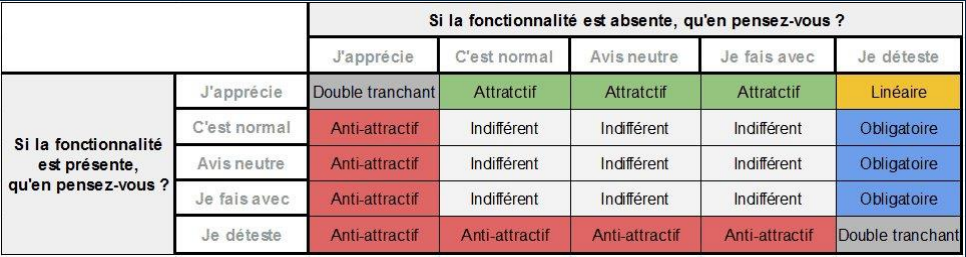 Si la fonctionnalité est absente, qu'en pensez-vous ?
J'apprécie C'est normal Avis neutre Je fais avec Je déteste
Si la fonctionnalité
est présente,
qu'en pensez-vous ?
J'apprécie Double tranchant Attratctif Attratctif Attratctif Linéaire
C'est normal Anti-attractif Indifférent Indifférent Indifférent Obligatoire
Avis neutre Anti-attractif Indifférent Indifférent Indifférent Obligatoire
Je fais avec Anti-attractif Indifférent Indifférent Indifférent Obligatoire
Je déteste Anti-attractif Anti-attractif Anti-attractif Anti-attractif Double tranchant